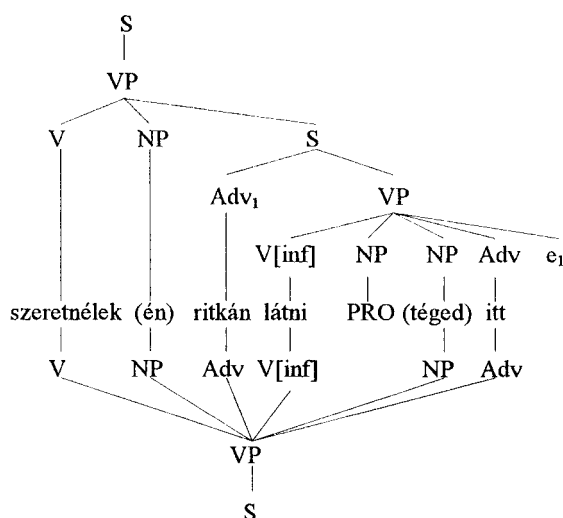 S
VP
V NP S
Adv₁ VP
V[inf] NP NP Adv e₁
szeretnélek (én) ritkán látni PRO (téged) itt
V NP Adv V[inf] NP Adv
VP
S